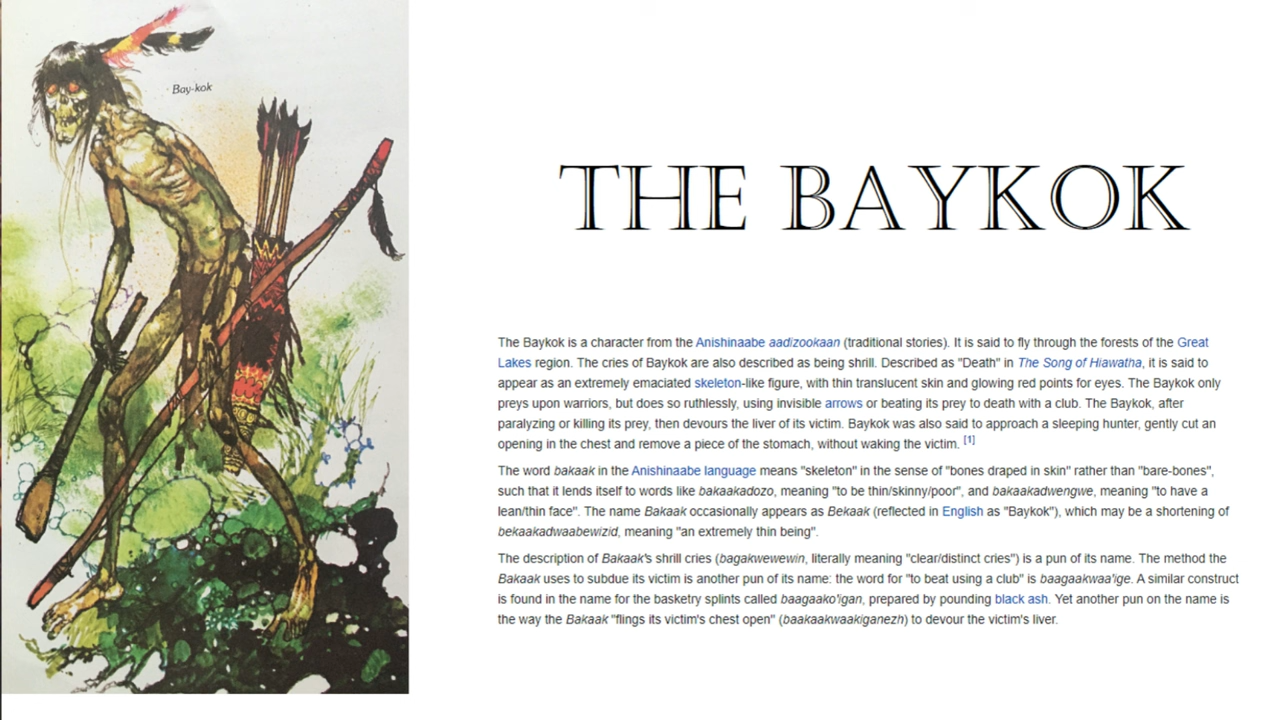 Bay-kok
THE BAYKOK
The Baykok is a character from the Anishinaabe aadizookaan (traditional stories). It is said to fly through the forests of the Great
Lakes region. The cries of Baykok are also described as being shrill. Described as "Death" in The Song of Hiawatha, it is said to
appear as an extremely emaciated skeleton-like figure, with thin translucent skin and glowing red points for eyes. The Baykok only
preys upon warriors, but does so ruthlessly, using invisible arrows or beating its prey to death with a club. The Baykok, after
paralyzing or killing its prey, then devours the liver of its victim. Baykok was also said to approach a sleeping hunter, gently cut an
opening in the chest and remove a piece of the stomach, without waking the victim. [1]
The word bakaak in the Anishinaabe language means "skeleton" in the sense of "bones draped in skin" rather than "bare-bones",
such that it lends itself to words like bakaakadozo, meaning "to be thin/skinny/poor", and bakaakadwengwe, meaning "to have a
lean/thin face". The name Bakaak occasionally appears as Bekaak (reflected in English as "Baykok"), which may be a shortening of
bekaakadwaabewizid, meaning "an extremely thin being".
The description of Bakaak's shrill cries (bagakwewewin, literally meaning "clear/distinct cries") is a pun of its name. The method the
Bakaak uses to subdue its victim is another pun of its name: the word for "to beat using a club" is baagaakwaa'ige. A similar construct
is found in the name for the basketry splints called baagaako'igan, prepared by pounding black ash. Yet another pun on the name is
the way the Bakaak "flings its victim's chest open" (baakaakwaakiganezh) to devour the victim's liver.